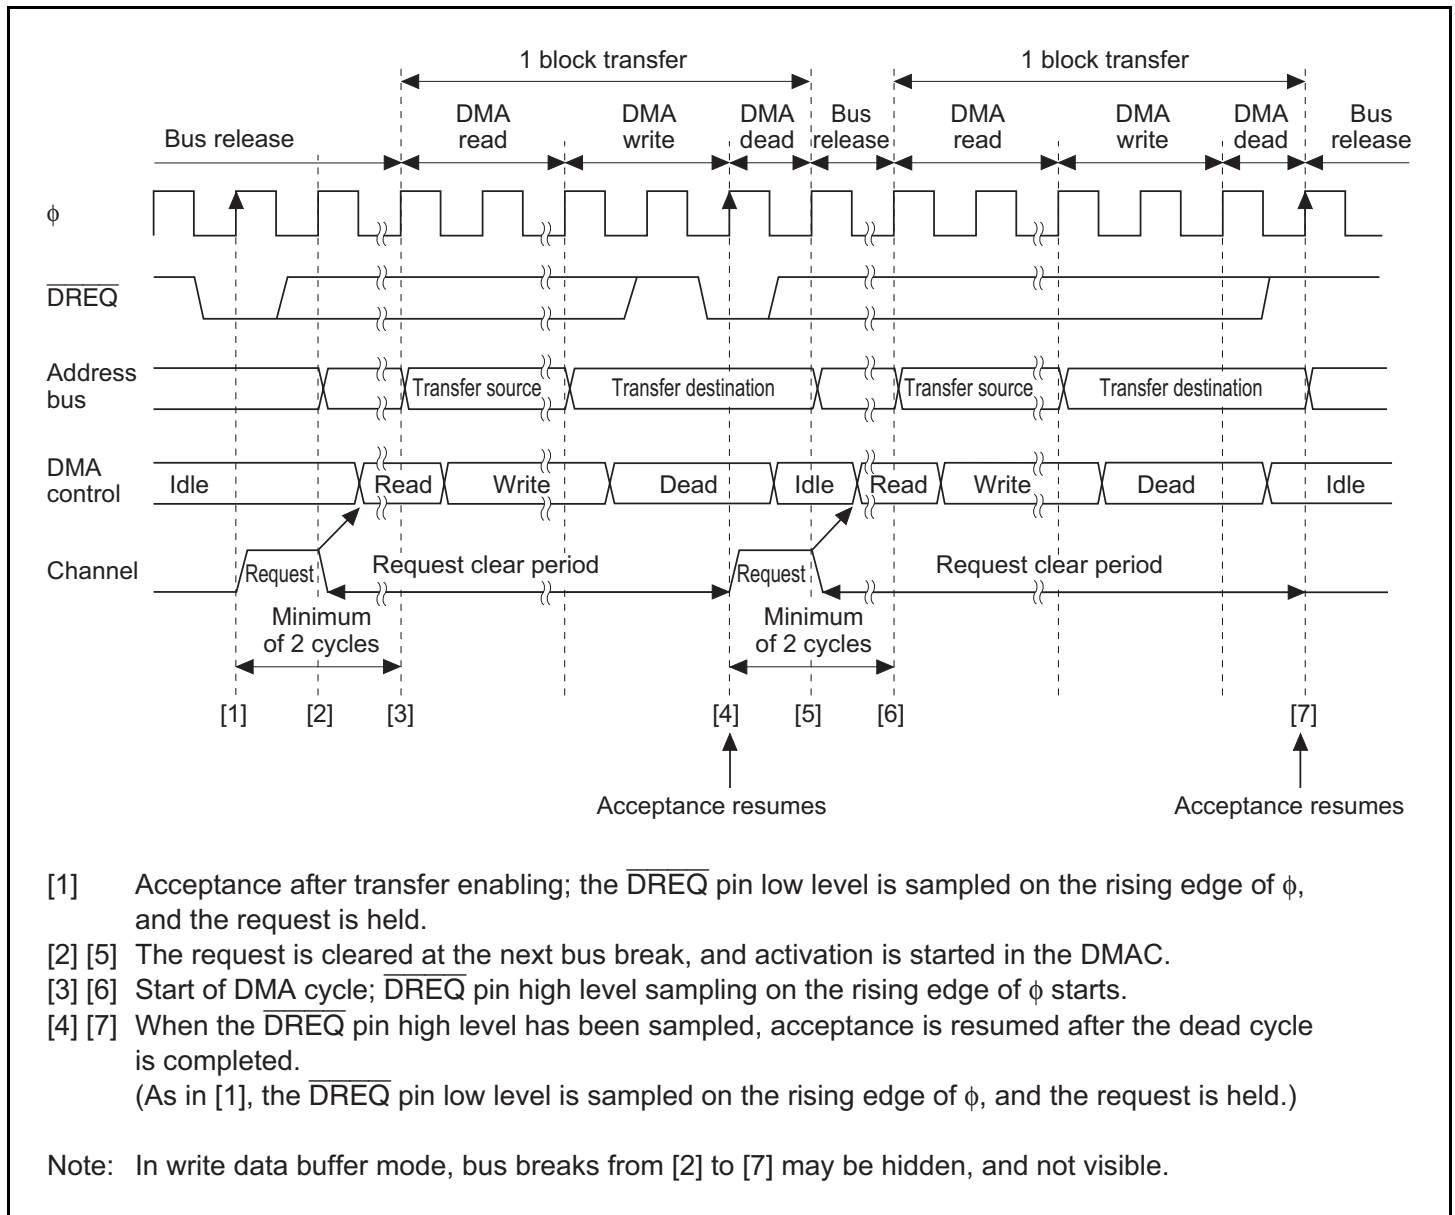 1 block transfer 1 block transfer
Bus release DMA read DMA write DMA dead Bus release DMA read DMA write DMA dead Bus release
ϕ
DREQ
Address bus Transfer source Transfer destination Transfer source Transfer destination
DMA control Idle Read Write Dead Idle Read Write Dead Idle
Channel Request Request clear period Request Request clear period
Minimum of 2 cycles Minimum of 2 cycles
[1] [2] [3] [4] [5] [6] [7]
Acceptance resumes Acceptance resumes
[1] Acceptance after transfer enabling; the DREQ pin low level is sampled on the rising edge of ϕ,
and the request is held.
[2] [5] The request is cleared at the next bus break, and activation is started in the DMAC.
[3] [6] Start of DMA cycle; DREQ pin high level sampling on the rising edge of ϕ starts.
[4] [7] When the DREQ pin high level has been sampled, acceptance is resumed after the dead cycle
is completed.
(As in [1], the DREQ pin low level is sampled on the rising edge of ϕ, and the request is held.)
Note: In write data buffer mode, bus breaks from [2] to [7] may be hidden, and not visible.